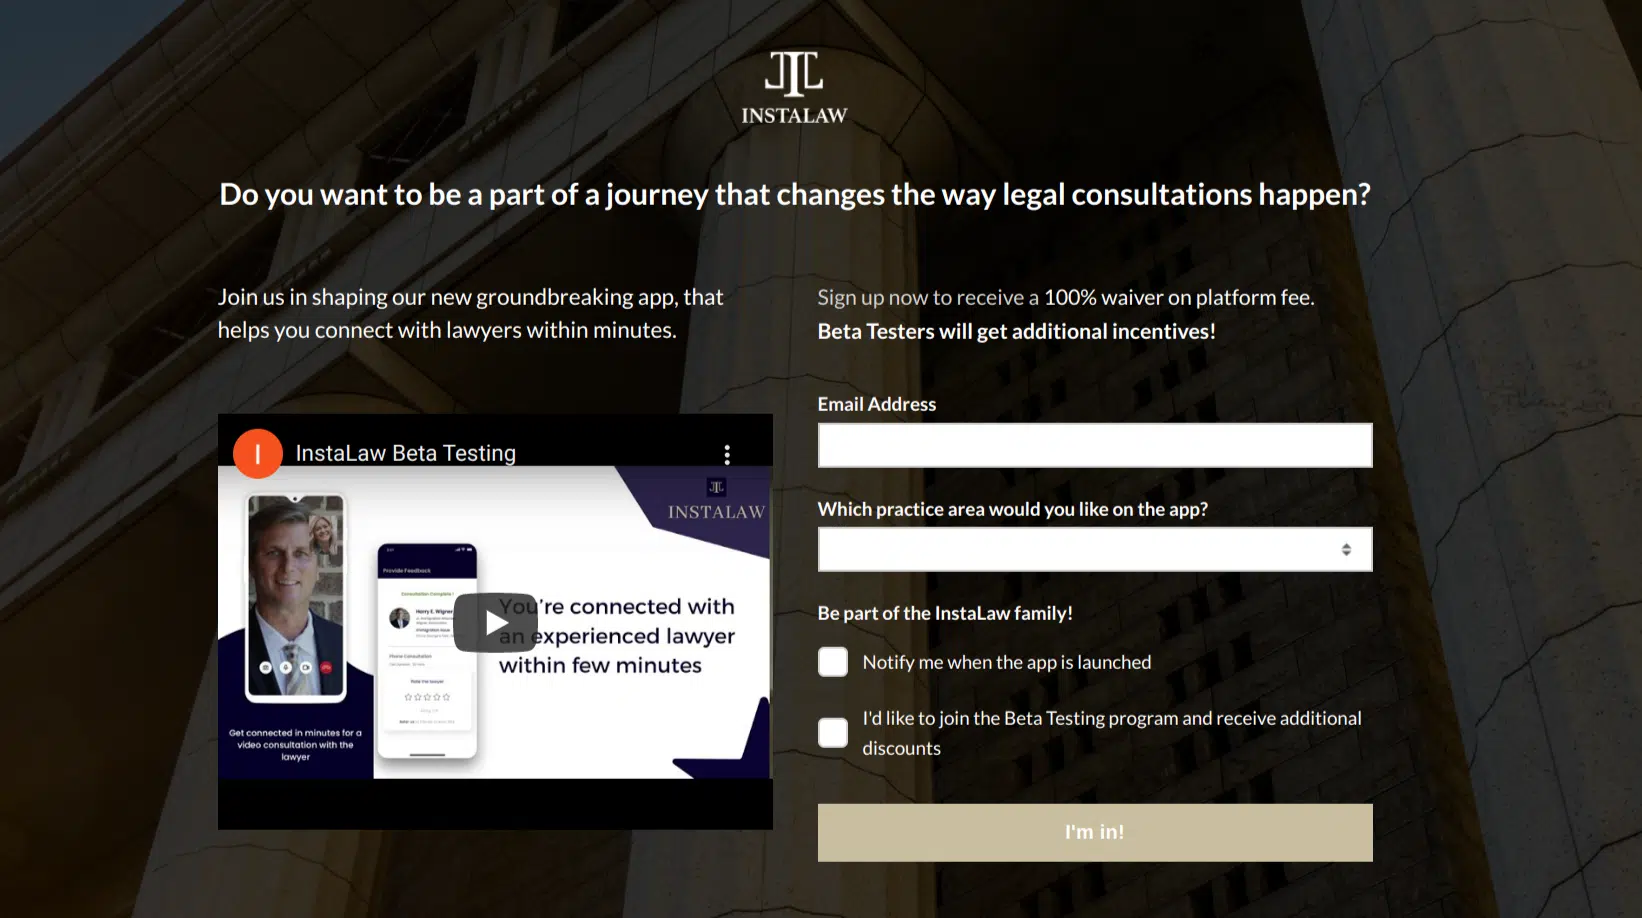 INSTALAW
Do you want to be a part of a journey that changes the way legal consultations happen?
Join us in shaping our new groundbreaking app, that
helps you connect with lawyers within minutes.
I
InstaLaw Beta Testing
INSTALAW
Provide Feedback
Consultation Complete !
Harry E. Wigner
Phone Consultation
Rate the lawyer
You're connected with
an experienced lawyer
within few minutes
Get connected in minutes for a
video consultation with the
lawyer
Sign up now to receive a 100% waiver on platform fee.
Beta Testers will get additional incentives!
Email Address
Which practice area would you like on the app?
Be part of the InstaLaw family!
Notify me when the app is launched
I'd like to join the Beta Testing program and receive additional
discounts
I'm in!